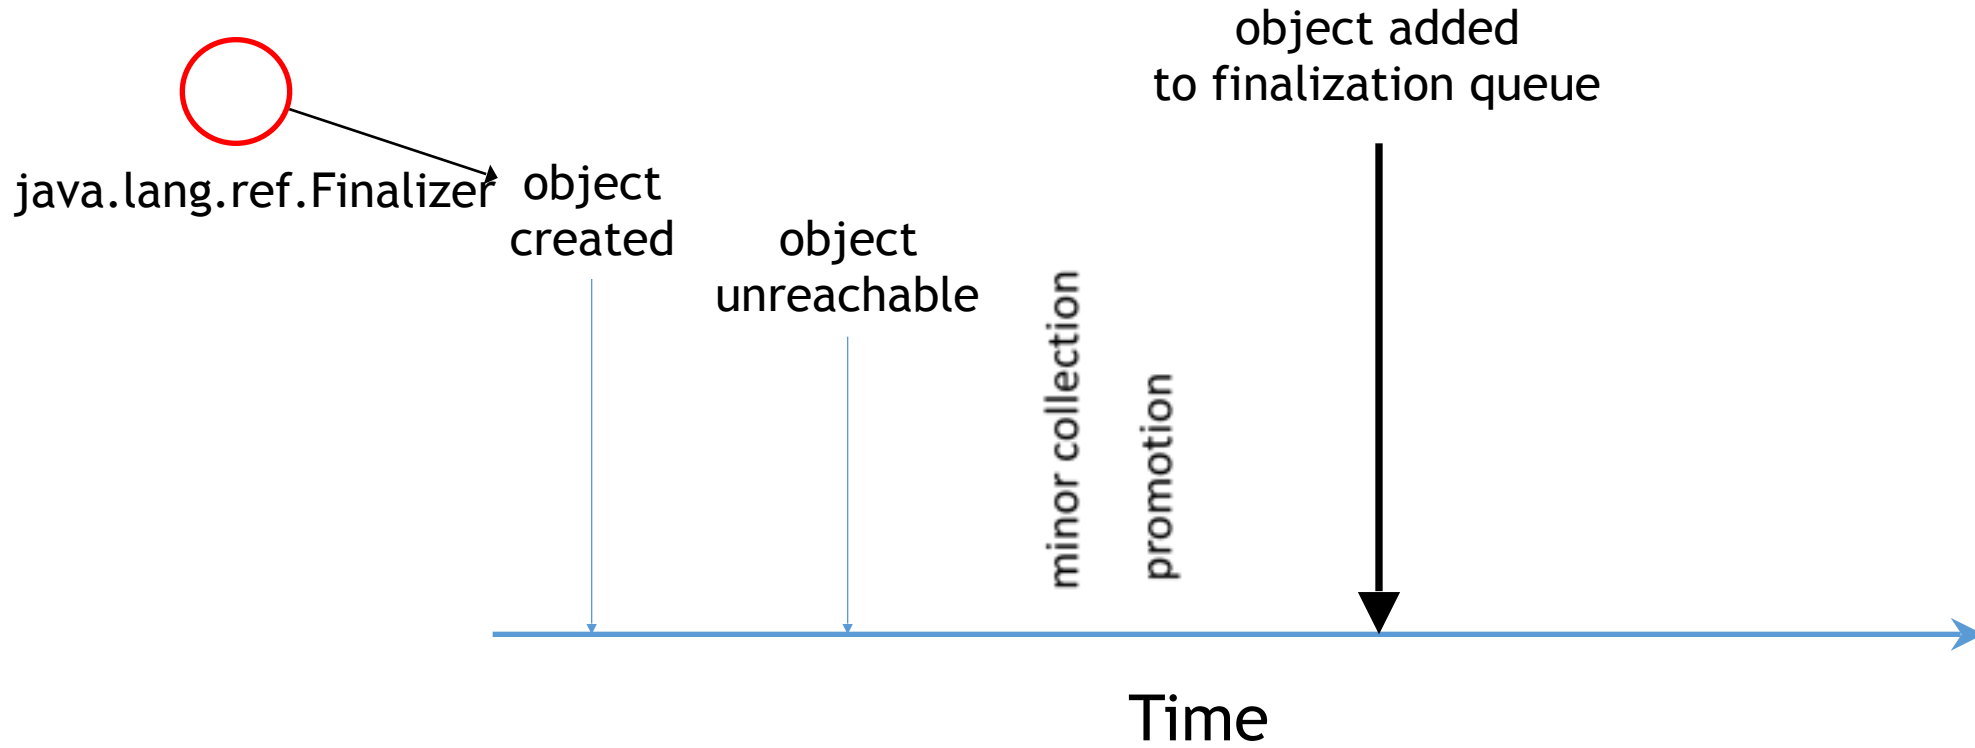 object added
to finalization queue
java.lang.ref.Finalizer
object
created
object
unreachable
minor collection
promotion
Time